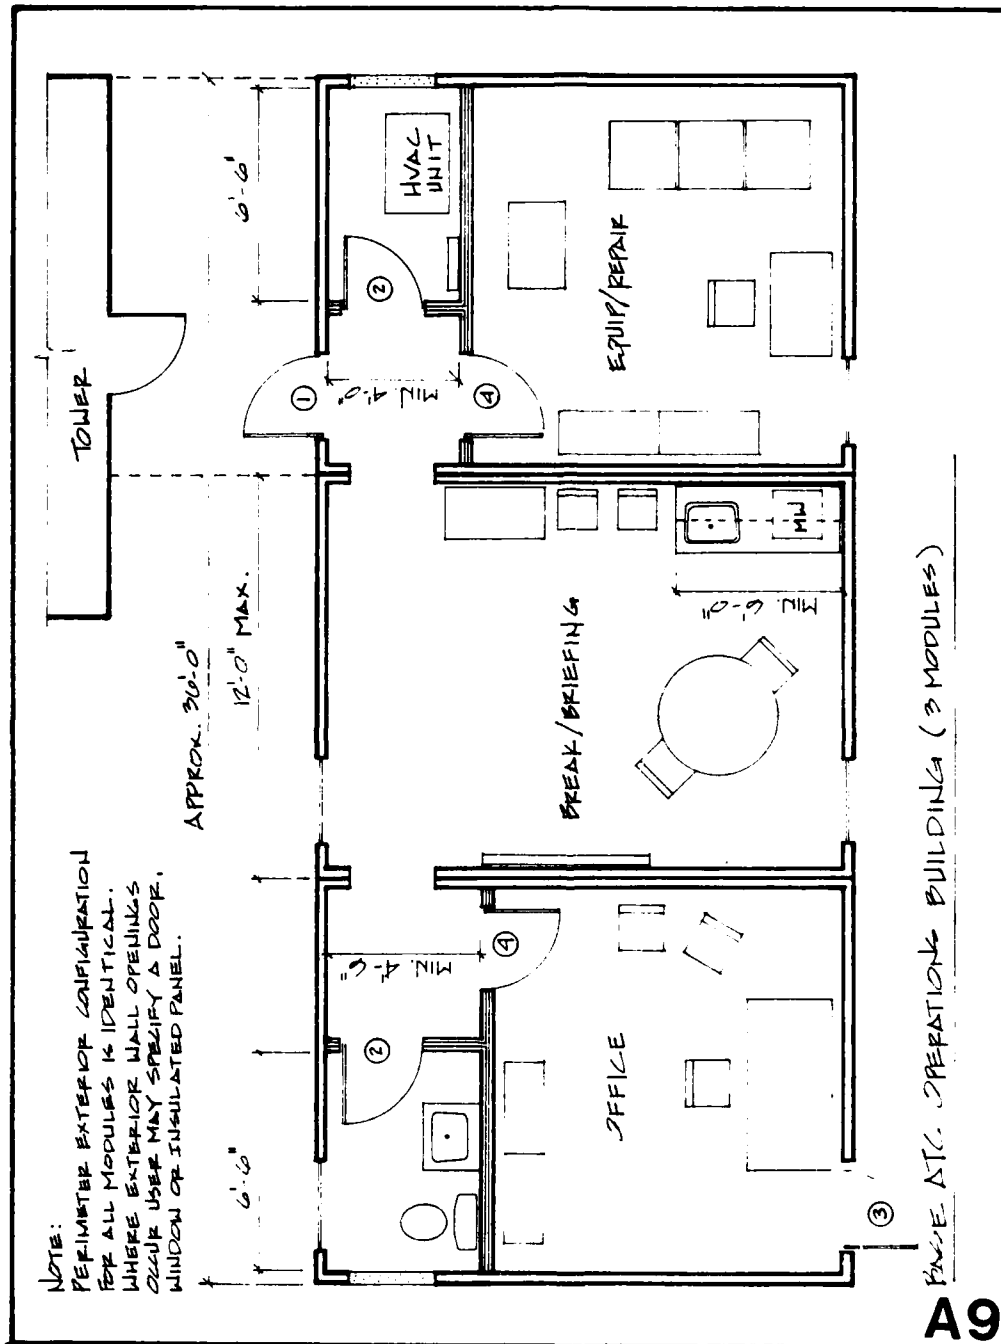 NOTE:
PERIMETER EXTERIOR CONFIGURATION
FOR ALL MODULES IS IDENTICAL.
WHERE EXTERIOR WALL OPENINGS
OCCUR USER MAY SPECIFY A DOOR,
WINDOW OR INSULATED PANEL.
TOWER
APPROX. 36'-0"
6'-6"
12'-0" MAX.
6'-6"
1
2
HVAC
UNIT
MIN. 4'-0"
4
EQUIP/REPAIR
BREAK/BRIEFING
MIN. 6'-0"
MW
2
MIN. 4'-6"
4
OFFICE
3
BASE ATC. OPERATIONS BUILDING (3 MODULES)
A9